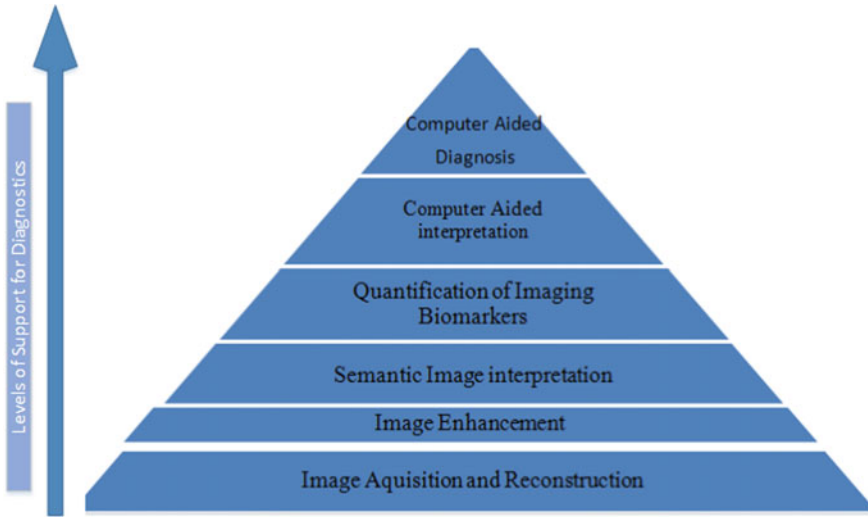 Levels of Support for Diagnostics
Computer Aided
Diagnosis
Computer Aided
interpretation
Quantification of Imaging
Biomarkers
Semantic Image interpretation
Image Enhancement
Image Aquisition and Reconstruction